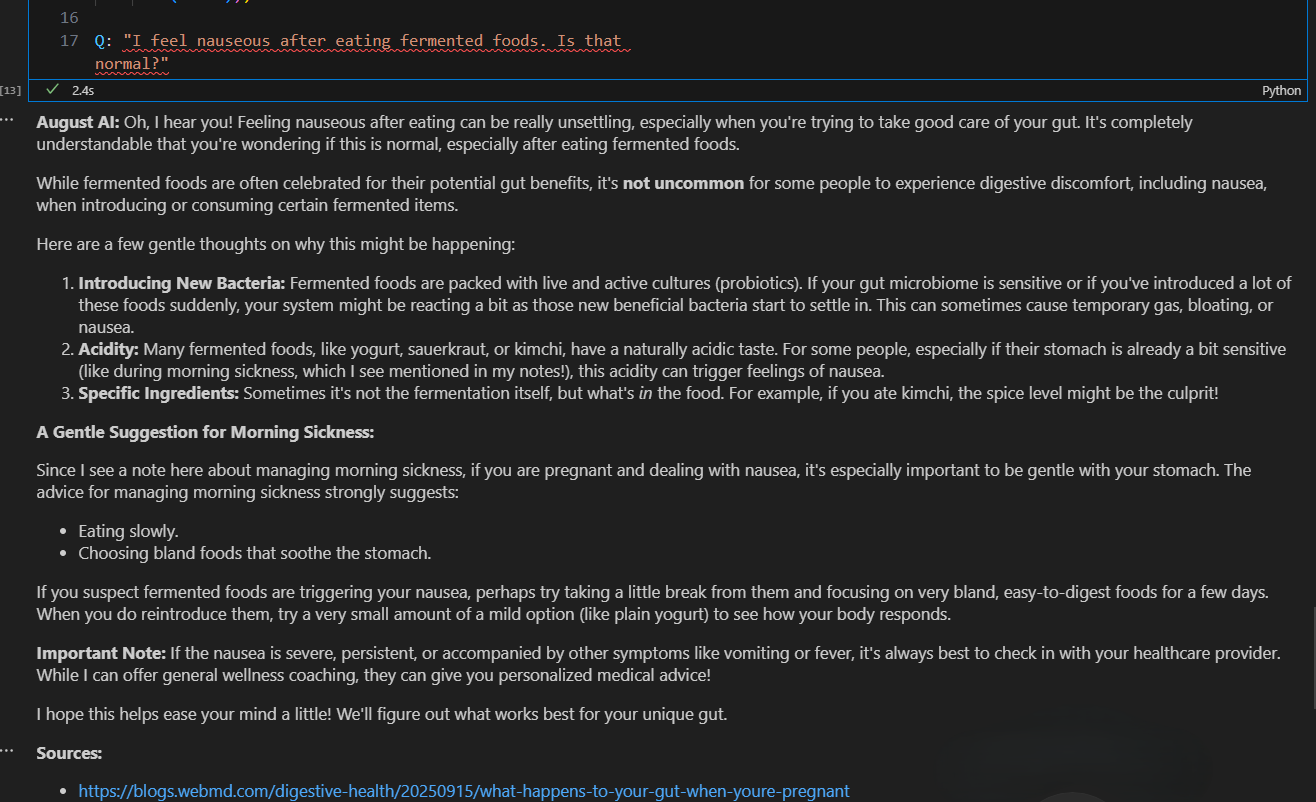 16
17 Q: "I feel nauseous after eating fermented foods. Is that
normal?"
[13] 2.4s Python
August AI: Oh, I hear you! Feeling nauseous after eating can be really unsettling, especially when you're trying to take good care of your gut. It's completely
understandable that you're wondering if this is normal, especially after eating fermented foods.
While fermented foods are often celebrated for their potential gut benefits, it's not uncommon for some people to experience digestive discomfort, including nausea,
when introducing or consuming certain fermented items.
Here are a few gentle thoughts on why this might be happening:
1. Introducing New Bacteria: Fermented foods are packed with live and active cultures (probiotics). If your gut microbiome is sensitive or if you've introduced a lot of
these foods suddenly, your system might be reacting a bit as those new beneficial bacteria start to settle in. This can sometimes cause temporary gas, bloating, or
nausea.
2. Acidity: Many fermented foods, like yogurt, sauerkraut, or kimchi, have a naturally acidic taste. For some people, especially if their stomach is already a bit sensitive
(like during morning sickness, which I see mentioned in my notes!), this acidity can trigger feelings of nausea.
3. Specific Ingredients: Sometimes it's not the fermentation itself, but what's in the food. For example, if you ate kimchi, the spice level might be the culprit!
A Gentle Suggestion for Morning Sickness:
Since I see a note here about managing morning sickness, if you are pregnant and dealing with nausea, it's especially important to be gentle with your stomach. The
advice for managing morning sickness strongly suggests:
• Eating slowly.
• Choosing bland foods that soothe the stomach.
If you suspect fermented foods are triggering your nausea, perhaps try taking a little break from them and focusing on very bland, easy-to-digest foods for a few days.
When you do reintroduce them, try a very small amount of a mild option (like plain yogurt) to see how your body responds.
Important Note: If the nausea is severe, persistent, or accompanied by other symptoms like vomiting or fever, it's always best to check in with your healthcare provider.
While I can offer general wellness coaching, they can give you personalized medical advice!
I hope this helps ease your mind a little! We'll figure out what works best for your unique gut.
Sources:
• https://blogs.webmd.com/digestive-health/20250915/what-happens-to-your-gut-when-youre-pregnant